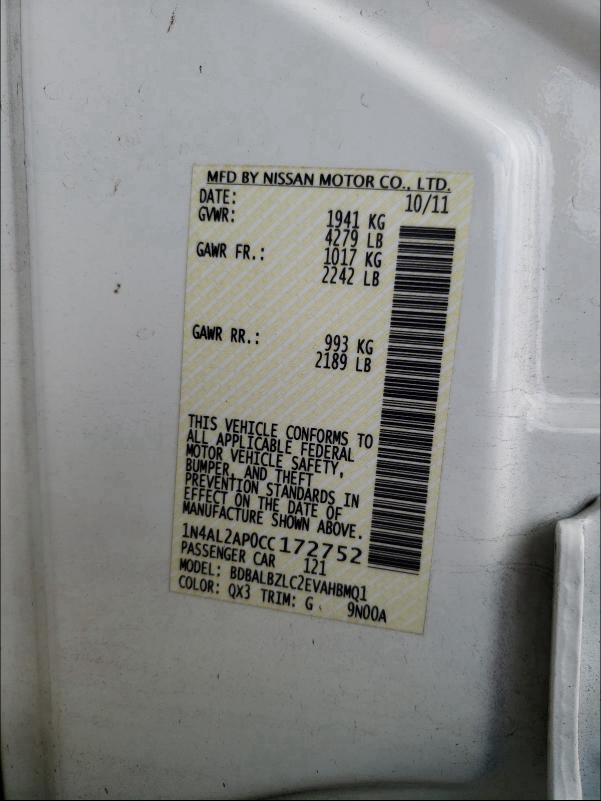 MFD BY NISSAN MOTOR CO., LTD.
DATE: 10/11
GVWR: 1941 KG
4279 LB
GAWR FR.: 1017 KG
2242 LB
GAWR RR.: 993 KG
2189 LB
THIS VEHICLE CONFORMS TO
ALL APPLICABLE FEDERAL
MOTOR VEHICLE SAFETY,
BUMPER, AND THEFT
PREVENTION STANDARDS IN
EFFECT ON THE DATE OF
MANUFACTURE SHOWN ABOVE.
1N4AL2AP0CC172752
PASSENGER CAR 121
MODEL: BDBALBZLC2EVAHBMQ1
COLOR: QX3 TRIM: G 9N00A